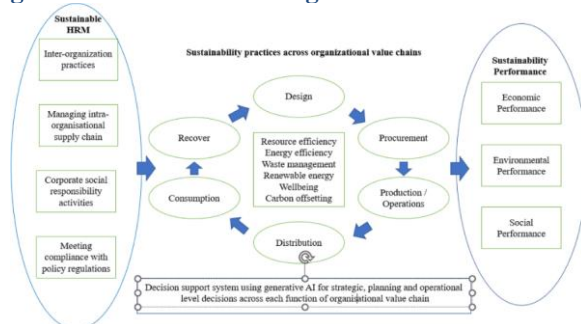 Sustainable
HRM
Inter-organization
practices
Managing intra-
organisational
supply chain
Corporate social
responsibility
activities
Meeting
compliance with
policy regulations
Sustainability practices across organizational value chains
Design
Procurement
Production /
Operations
Distribution
Consumption
Recover
Resource efficiency
Energy efficiency
Waste management
Renewable energy
Wellbeing
Carbon offsetting
Decision support system using generative AI for strategic, planning and operational
level decisions across each function of organisational value chain
Sustainability
Performance
Economic
Performance
Environmental
Performance
Social
Performance